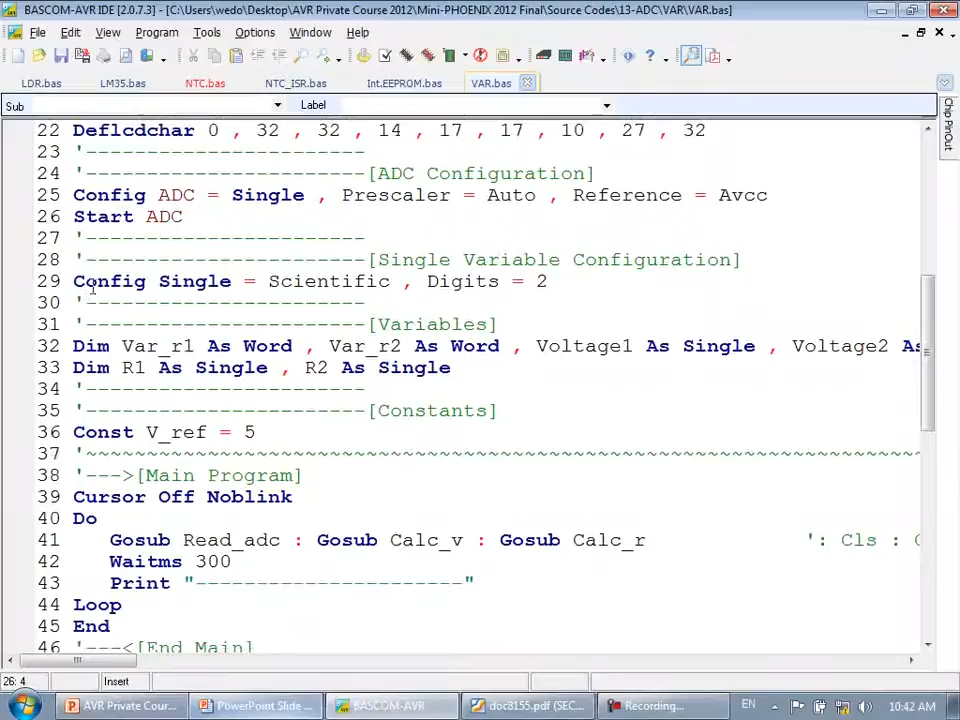 BASCOM-AVR IDE [2.0.7.3] - [C:\Users\wedo\Desktop\AVR Private Course 2012\Mini-PHOENIX 2012 Final\Source Codes\13-ADC\VAR\VAR.bas]
File Edit View Program Tools Options Window Help
LDR.bas LM35.bas NTC.bas NTC_ISR.bas Int.EEPROM.bas VAR.bas
Sub Label
Chip PinOut
22 Deflcdchar 0 , 32 , 32 , 14 , 17 , 17 , 10 , 27 , 32
23 '-----------------------
24 '-----------------------[ADC Configuration]
25 Config ADC = Single , Prescaler = Auto , Reference = Avcc
26 Start ADC
27 '-----------------------
28 '-----------------------[Single Variable Configuration]
29 Config Single = Scientific , Digits = 2
30 '-----------------------
31 '-----------------------[Variables]
32 Dim Var_r1 As Word , Var_r2 As Word , Voltage1 As Single , Voltage2 As
33 Dim R1 As Single , R2 As Single
34 '-----------------------
35 '-----------------------[Constants]
36 Const V_ref = 5
37 '~~~~~~~~~~~~~~~~~~~~~~~~~~~~~~~~~~~~~~~~~~~~~~~~~~~~~~~~~~~~~~~~~~~~~
38 '--->[Main Program]
39 Cursor Off Noblink
40 Do
41 Gosub Read_adc : Gosub Calc_v : Gosub Calc_r ': Cls :
42 Waitms 300
43 Print "----------------------"
44 Loop
45 End
46 '---<[End Main]
26: 4 Insert
AVR Private Cour... PowerPoint Slide ... BASCOM-AVR doc8155.pdf (SEC... Recording... EN 10:42 AM